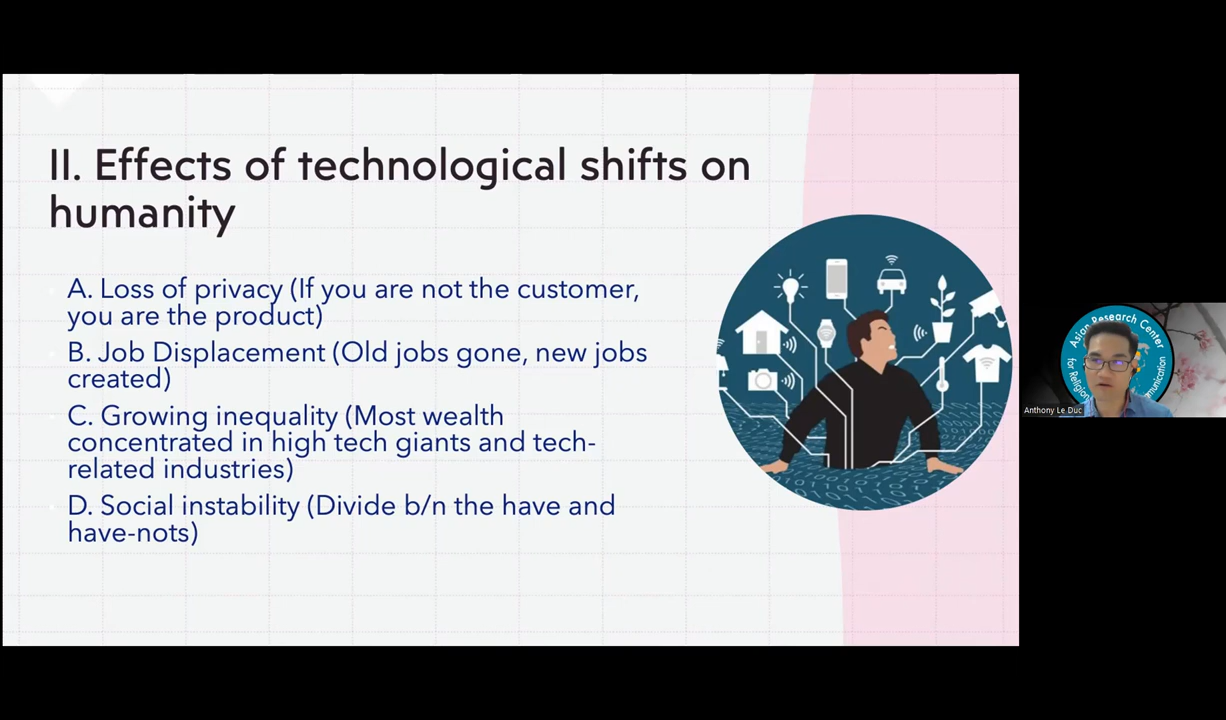 II. Effects of technological shifts on
humanity
A. Loss of privacy (If you are not the customer,
you are the product)
B. Job Displacement (Old jobs gone, new jobs
created)
C. Growing inequality (Most wealth
concentrated in high tech giants and tech-
related industries)
D. Social instability (Divide b/n the have and
have-nots)
Asian Research Center
for Religion
Anthony Le Duc